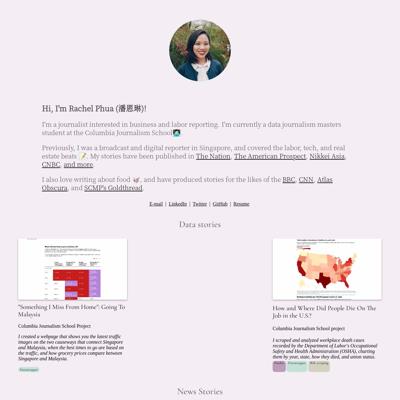 Hi, I'm Rachel Phua (潘恩琳)!
I'm a journalist interested in business and labor reporting. I'm currently a data journalism masters
student at the Columbia Journalism School
Previously, I was a broadcast and digital reporter in Singapore, and covered the labor, tech, and real
estate beats. My stories have been published in The Nation, The American Prospect, Nikkei Asia,
CNBC, and more.
I also love writing about food, and have produced stories for the likes of the BBC, CNN, Atlas
Obscura, and SCMP's Goldthread.
E-mail | LinkedIn | Twitter | GitHub | Resume
Data stories
"Something I Miss From Home": Going To
Malaysia
Columbia Journalism School Project
I created a webpage that shows you the latest traffic
images on the two causeways that connect Singapore
and Malaysia, when the best times to go are based on
the traffic, and how grocery prices compare between
Singapore and Malaysia.
How and Where Did People Die On The
Job in the U.S.?
Columbia Journalism School project
I scraped and analyzed workplace death cases
recorded by the Department of Labor's Occupational
Safety and Health Administration (OSHA), charting
them by year, state, how they died, and union status.
News Stories